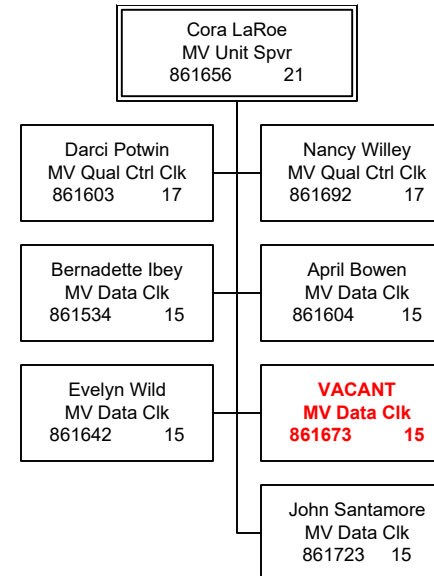 Cora LaRoe
MV Unit Spvr
861656 21
Darci Potwin
MV Qual Ctrl Clk
861603 17
Nancy Willey
MV Qual Ctrl Clk
861692 17
Bernadette Ibey
MV Data Clk
861534 15
April Bowen
MV Data Clk
861604 15
Evelyn Wild
MV Data Clk
861642 15
VACANT
MV Data Clk
861673 15
John Santamore
MV Data Clk
861723 15